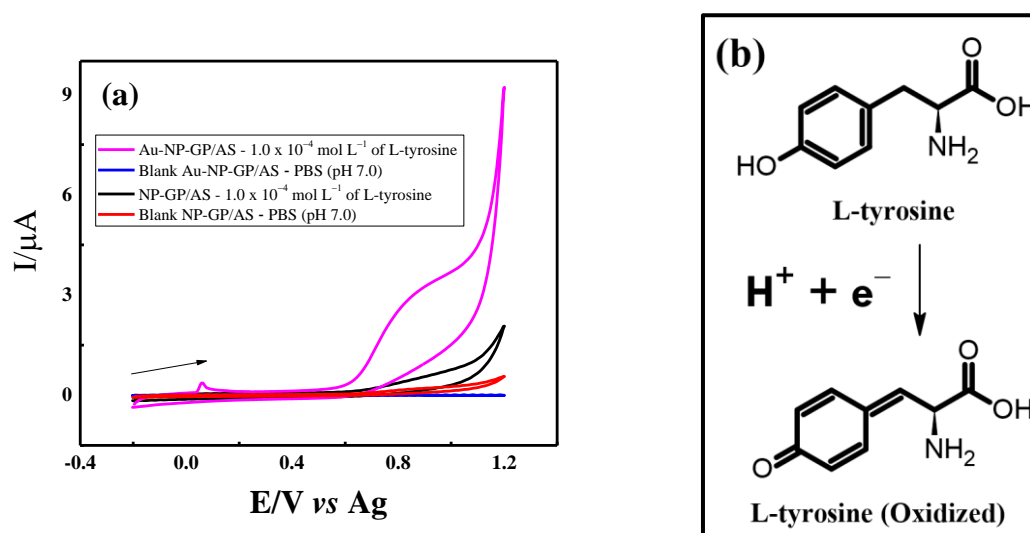 (a)
Au-NP-GP/AS - 1.0 x 10⁻⁴ mol L⁻¹ of L-tyrosine
Blank Au-NP-GP/AS - PBS (pH 7.0)
NP-GP/AS - 1.0 x 10⁻⁴ mol L⁻¹ of L-tyrosine
Blank NP-GP/AS - PBS (pH 7.0)
I/µA
9
6
3
0
-0.4
0.0
0.4
0.8
1.2
E/V vs Ag
(b)
O
OH
NH₂
HO
L-tyrosine
H⁺ + e⁻
O
OH
NH₂
O
L-tyrosine (Oxidized)